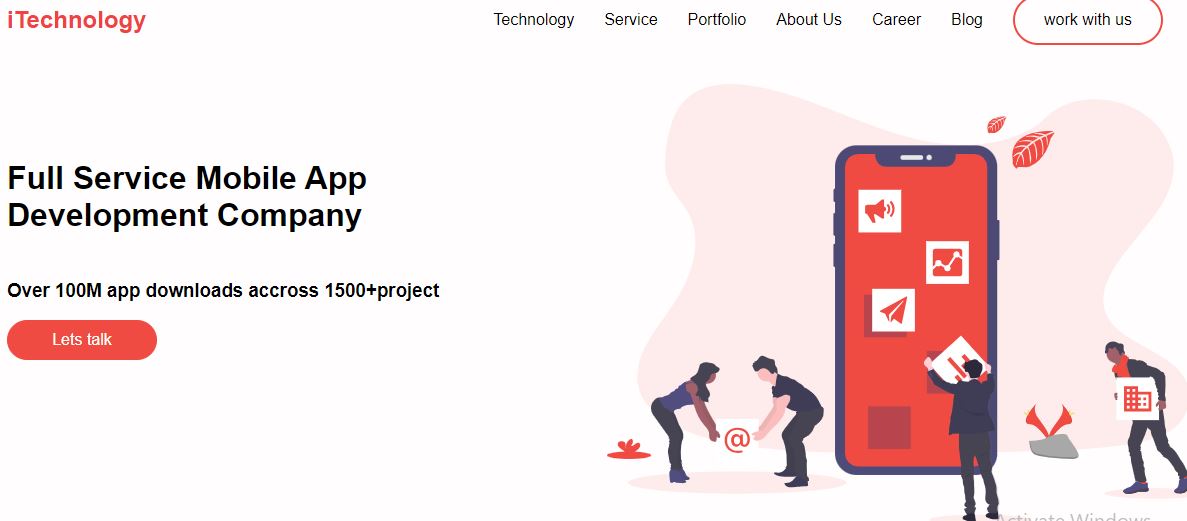 iTechnology
Technology Service Portfolio About Us Career Blog work with us
Full Service Mobile App
Development Company
Over 100M app downloads accross 1500+project
Lets talk
@
Activate Windows